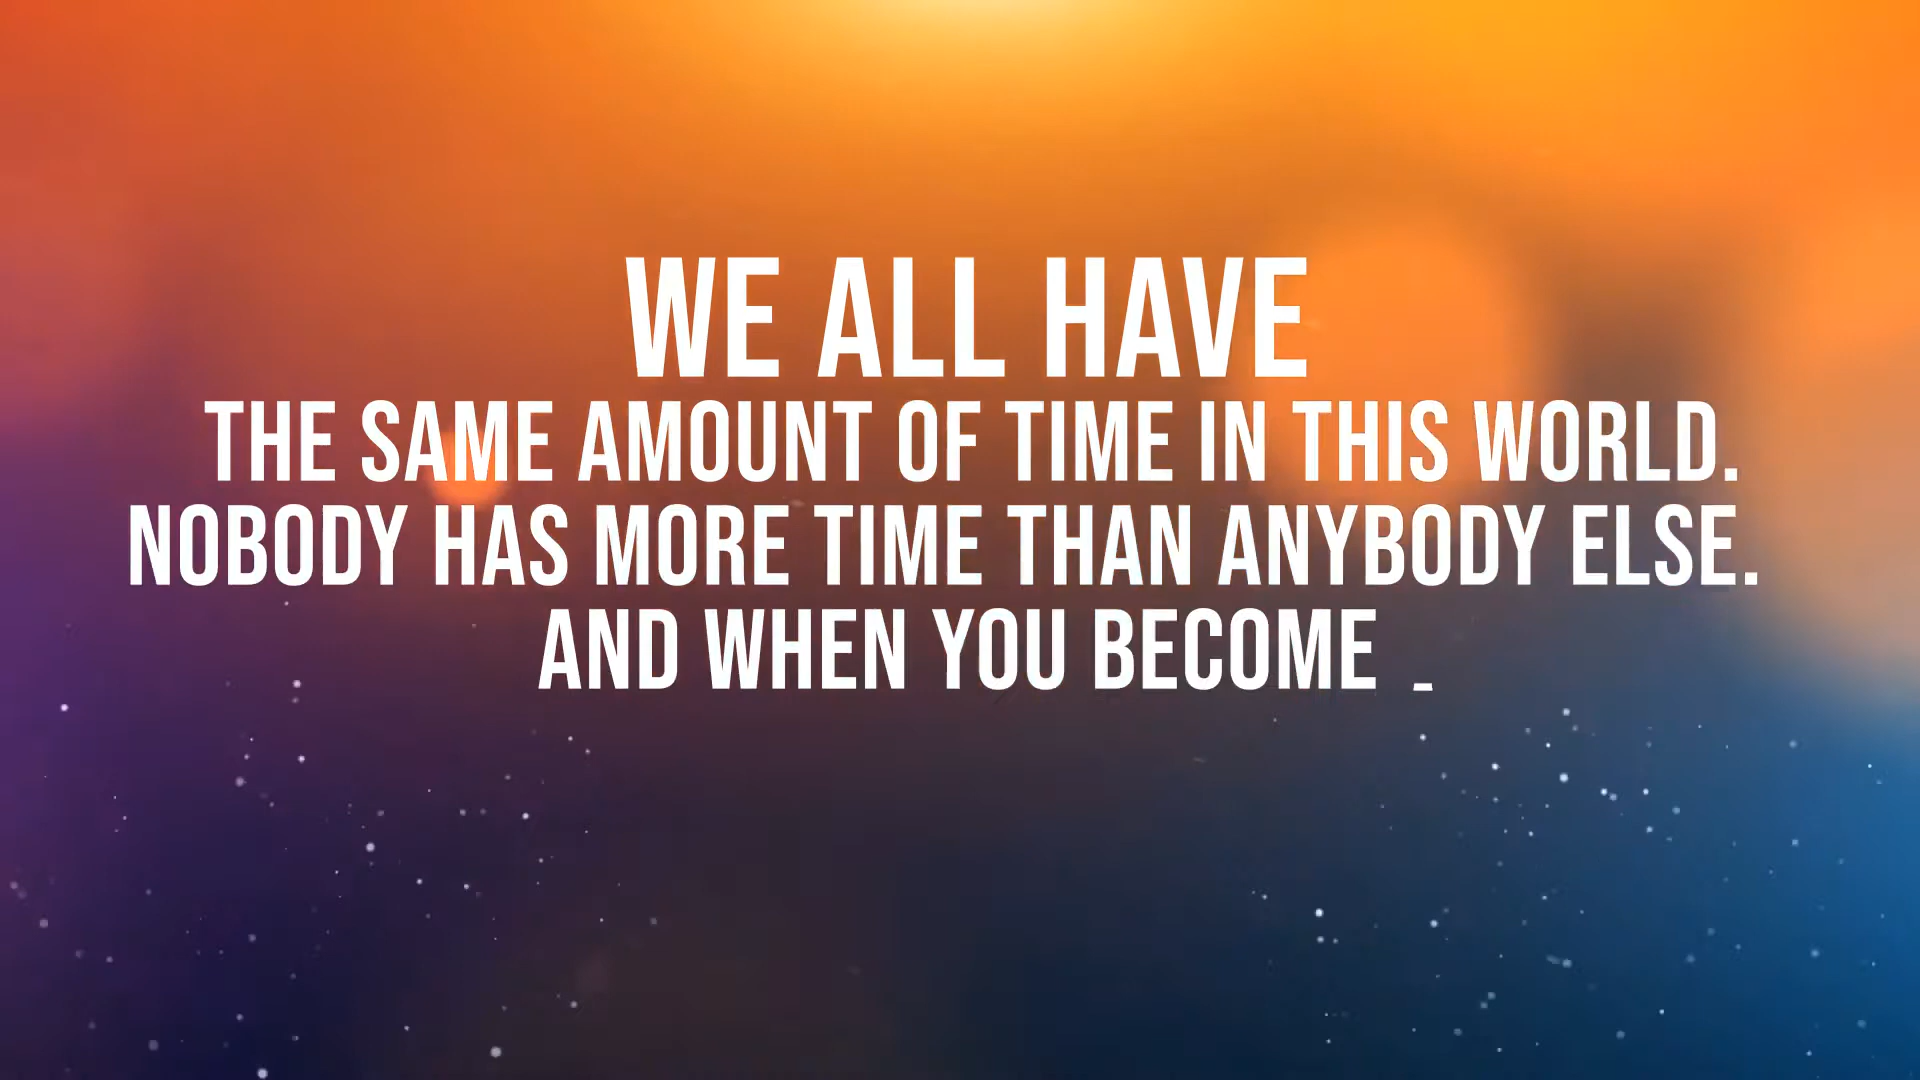 WE ALL HAVE
THE SAME AMOUNT OF TIME IN THIS WORLD.
NOBODY HAS MORE TIME THAN ANYBODY ELSE.
AND WHEN YOU BECOME